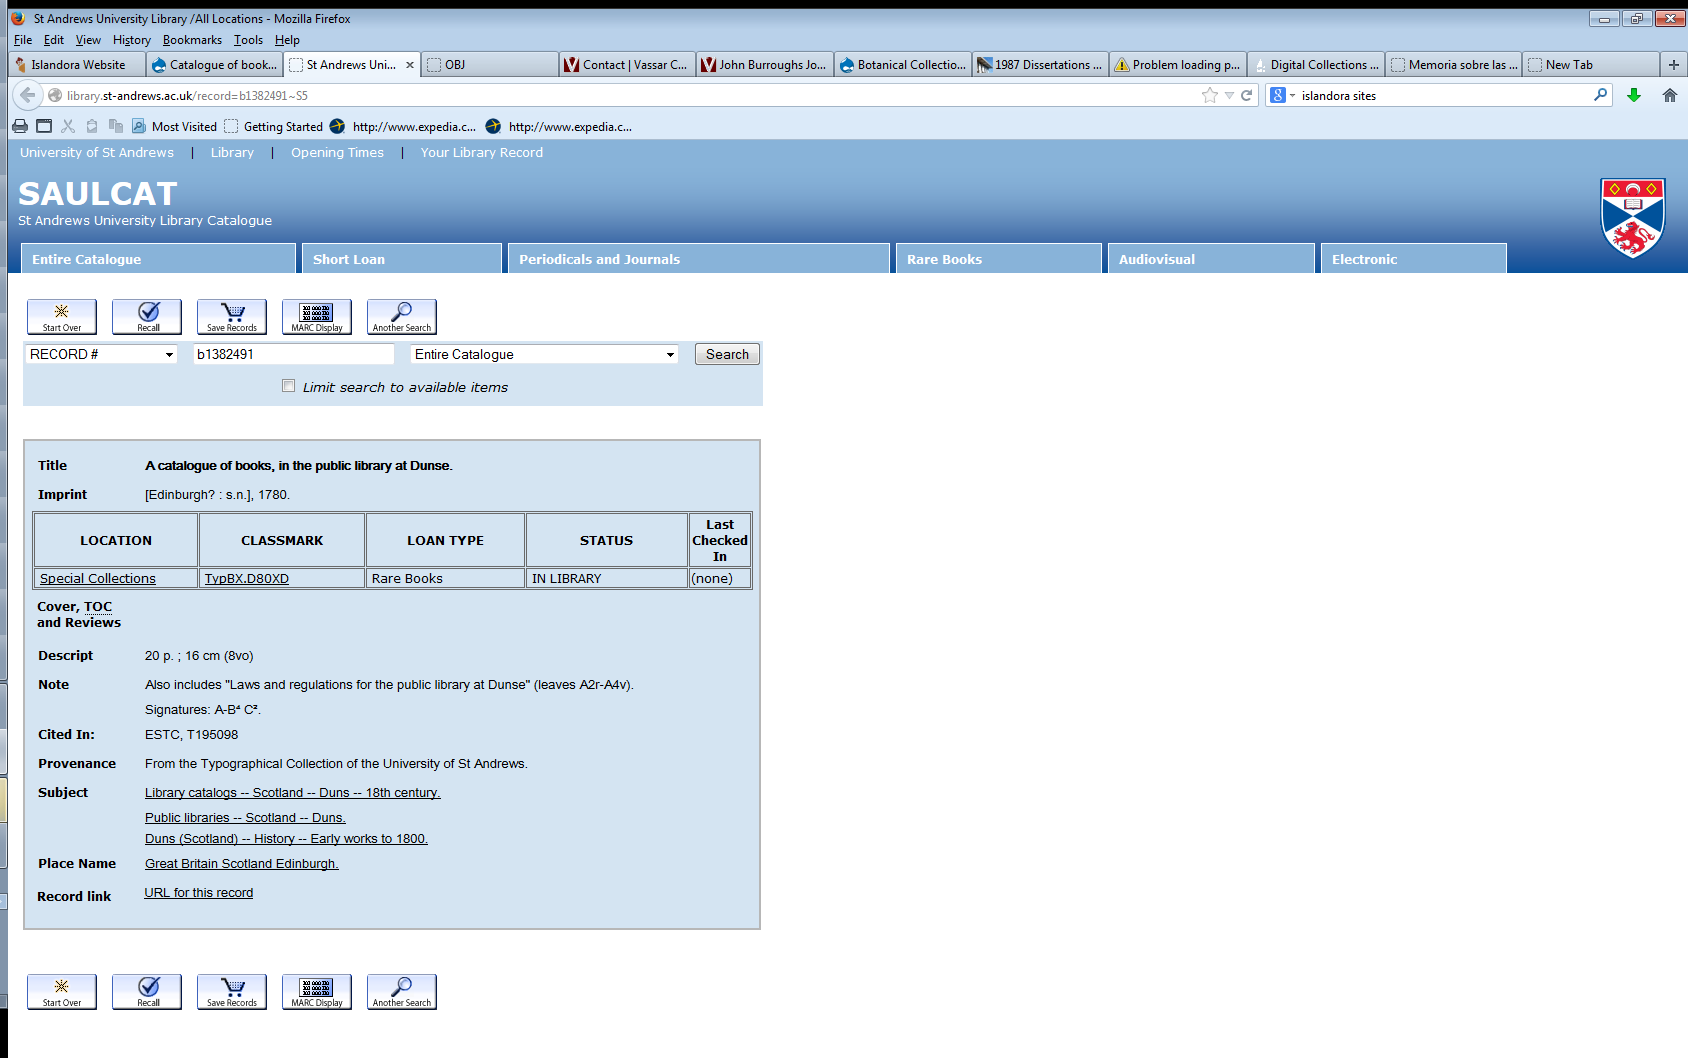 St Andrews University Library /All Locations - Mozilla Firefox
File Edit View History Bookmarks Tools Help
Islandora Website Catalogue of book... St Andrews Uni... OBJ Contact | Vassar C... John Burroughs Jo... Botanical Collectio... 1987 Dissertations ... Problem loading p... Digital Collections ... Memoria sobre las ... New Tab
library.st-andrews.ac.uk/record=b1382491~S5 islandora sites
Most Visited Getting Started http://www.expedia.c... http://www.expedia.c...
University of St Andrews | Library | Opening Times | Your Library Record
SAULCAT
St Andrews University Library Catalogue
Entire Catalogue Short Loan Periodicals and Journals Rare Books Audiovisual Electronic
Start Over Recall Save Records MARC Display Another Search
RECORD # b1382491 Entire Catalogue Search
Limit search to available items
Title A catalogue of books, in the public library at Dunse.
Imprint [Edinburgh? : s.n.], 1780.
LOCATION CLASSMARK LOAN TYPE STATUS Last Checked In
Special Collections TypBX.D80XD Rare Books IN LIBRARY (none)
Cover, TOC
and Reviews
Descript 20 p. ; 16 cm (8vo)
Note Also includes "Laws and regulations for the public library at Dunse" (leaves A2r-A4v).
Signatures: A-B⁴ C².
Cited In: ESTC, T195098
Provenance From the Typographical Collection of the University of St Andrews.
Subject Library catalogs -- Scotland -- Duns -- 18th century.
Public libraries -- Scotland -- Duns.
Duns (Scotland) -- History -- Early works to 1800.
Place Name Great Britain Scotland Edinburgh.
Record link URL for this record
Start Over Recall Save Records MARC Display Another Search